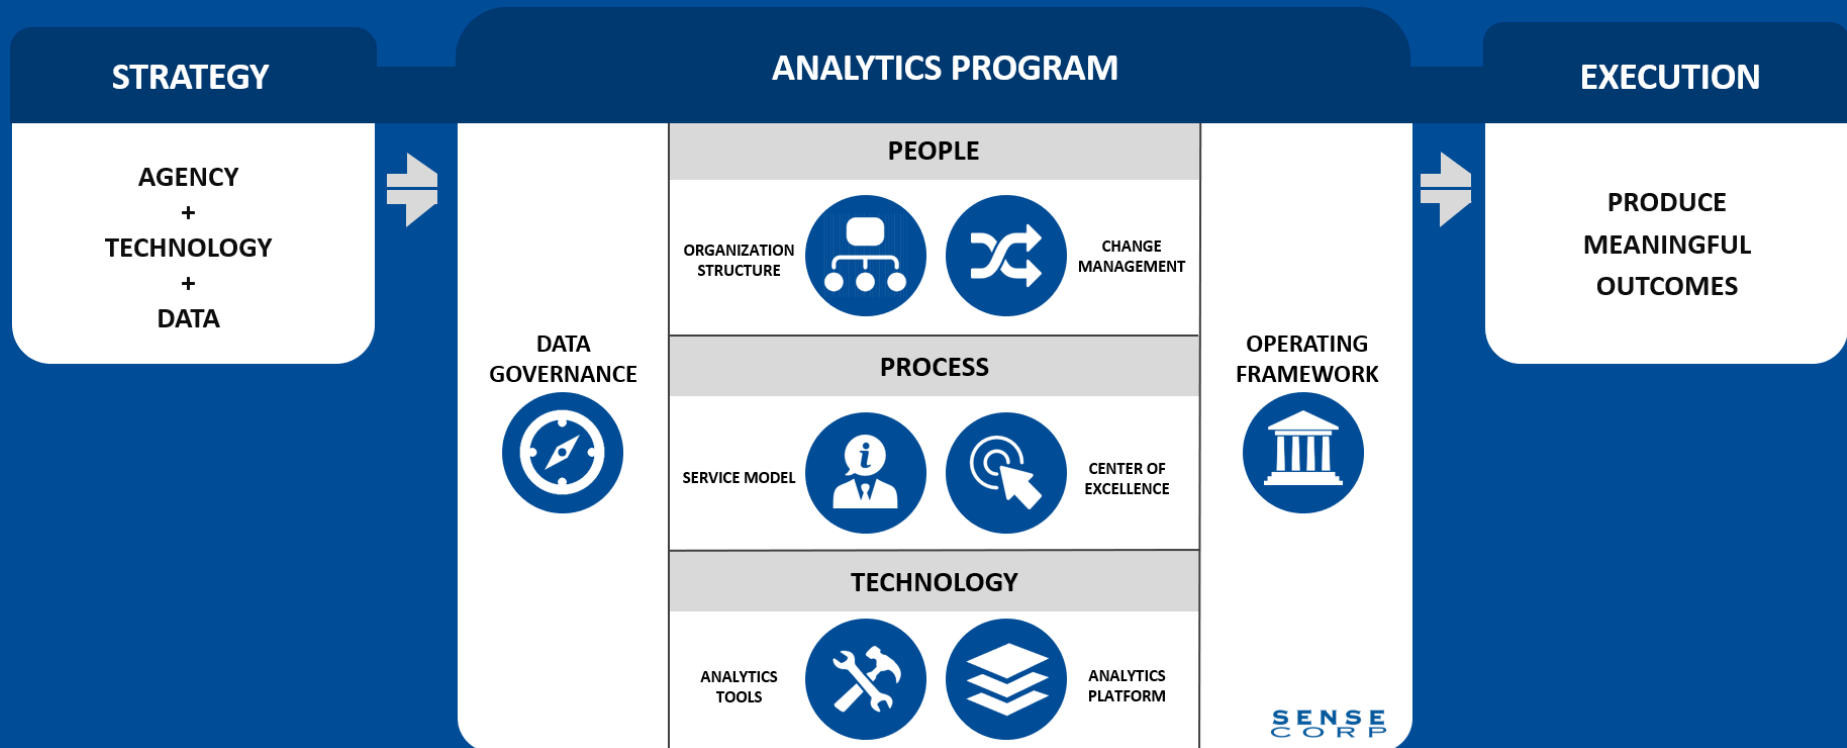 STRATEGY
AGENCY
+
TECHNOLOGY
+
DATA
ANALYTICS PROGRAM
DATA
GOVERNANCE
PEOPLE
ORGANIZATION
STRUCTURE
CHANGE
MANAGEMENT
PROCESS
SERVICE MODEL
i
CENTER OF
EXCELLENCE
TECHNOLOGY
ANALYTICS
TOOLS
ANALYTICS
PLATFORM
OPERATING
FRAMEWORK
SENSE
CORP
EXECUTION
PRODUCE
MEANINGFUL
OUTCOMES